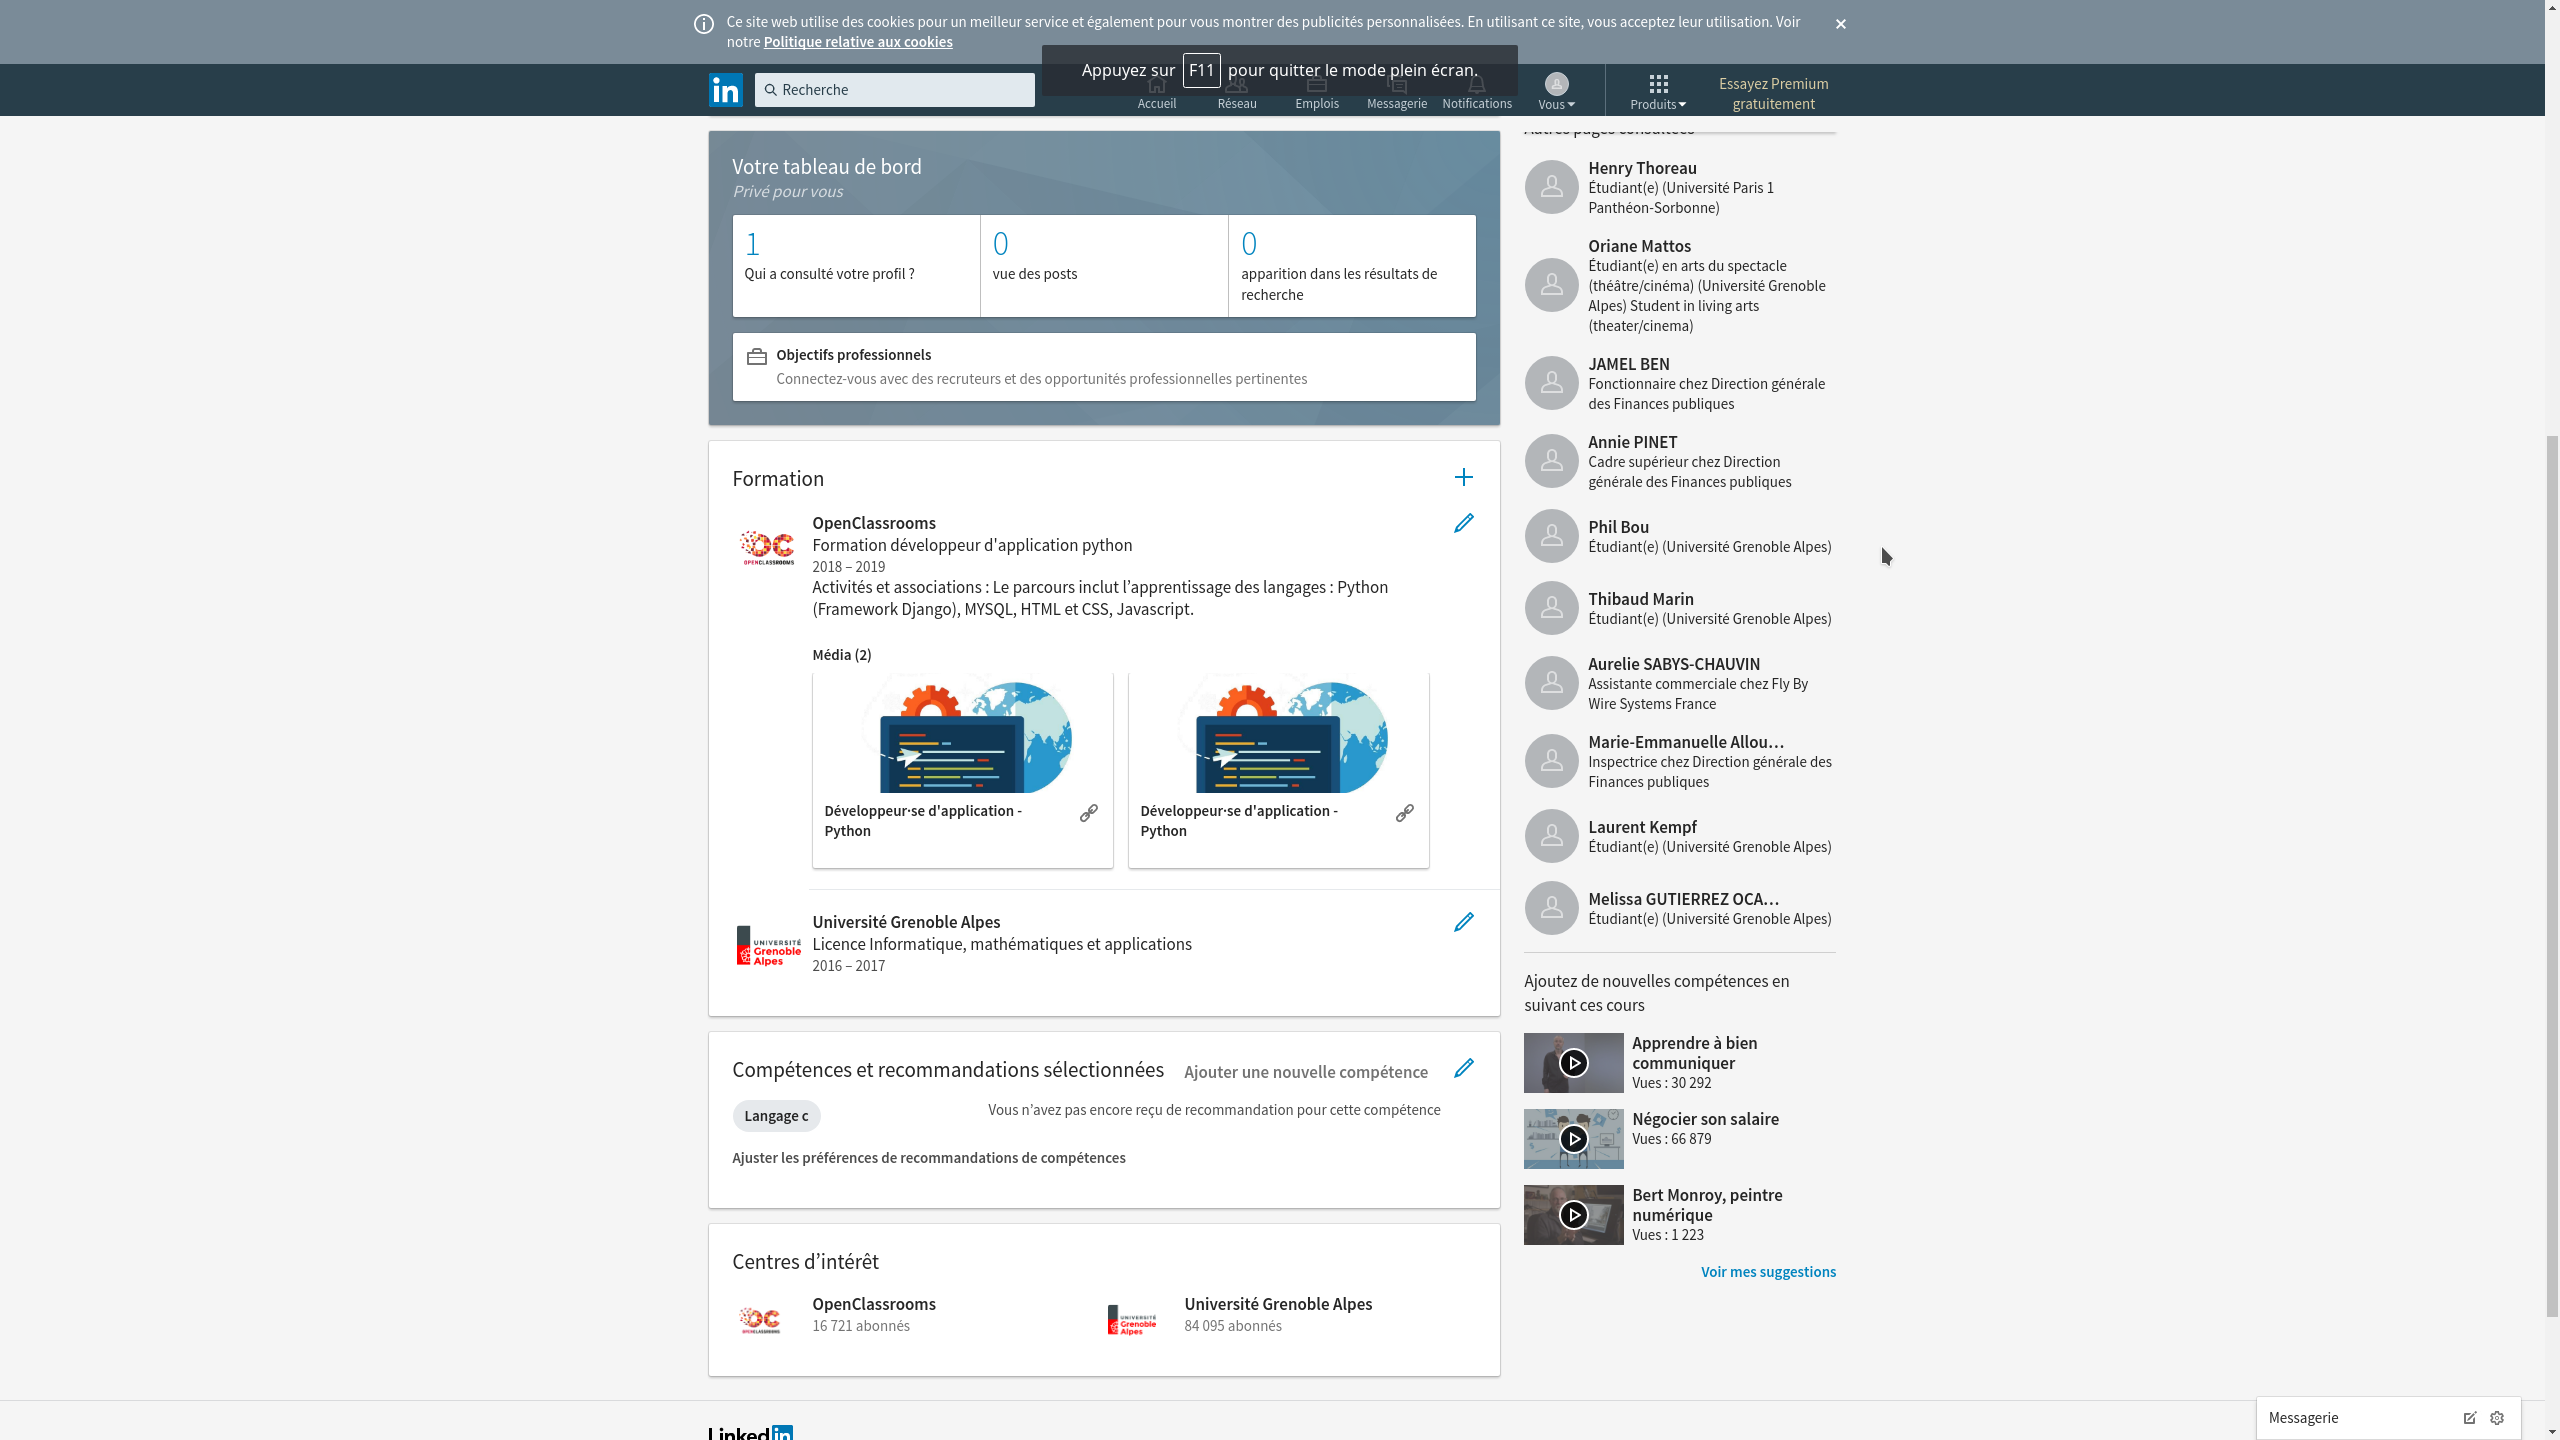 Ce site web utilise des cookies pour un meilleur service et également pour vous montrer des publicités personnalisées. En utilisant ce site, vous acceptez leur utilisation. Voir
notre Politique relative aux cookies
Appuyez sur F11 pour quitter le mode plein écran.
in
Recherche
Accueil
Réseau
Emplois
Messagerie
Notifications
Vous
Produits
Essayez Premium
gratuitement
Votre tableau de bord
Privé pour vous
1
Qui a consulté votre profil ?
0
vue des posts
0
apparition dans les résultats de
recherche
Objectifs professionnels
Connectez-vous avec des recruteurs et des opportunités professionnelles pertinentes
Formation
OPENCLASSROOMS
OpenClassrooms
Formation développeur d'application python
2018 – 2019
Activités et associations : Le parcours inclut l’apprentissage des langages : Python
(Framework Django), MYSQL, HTML et CSS, Javascript.
Média (2)
Développeur·se d'application -
Python
Développeur·se d'application -
Python
UNIVERSITÉ
Grenoble
Alpes
Université Grenoble Alpes
Licence Informatique, mathématiques et applications
2016 – 2017
Compétences et recommandations sélectionnées
Ajouter une nouvelle compétence
Langage c
Vous n’avez pas encore reçu de recommandation pour cette compétence
Ajuster les préférences de recommandations de compétences
Centres d’intérêt
OPENCLASSROOMS
OpenClassrooms
16 721 abonnés
UNIVERSITÉ
Grenoble
Alpes
Université Grenoble Alpes
84 095 abonnés
Linkedin
Autres pages consultées
Henry Thoreau
Étudiant(e) (Université Paris 1
Panthéon-Sorbonne)
Oriane Mattos
Étudiant(e) en arts du spectacle
(théâtre/cinéma) (Université Grenoble
Alpes) Student in living arts
(theater/cinema)
JAMEL BEN
Fonctionnaire chez Direction générale
des Finances publiques
Annie PINET
Cadre supérieur chez Direction
générale des Finances publiques
Phil Bou
Étudiant(e) (Université Grenoble Alpes)
Thibaud Marin
Étudiant(e) (Université Grenoble Alpes)
Aurelie SABYS-CHAUVIN
Assistante commerciale chez Fly By
Wire Systems France
Marie-Emmanuelle Allou…
Inspectrice chez Direction générale des
Finances publiques
Laurent Kempf
Étudiant(e) (Université Grenoble Alpes)
Melissa GUTIERREZ OCA…
Étudiant(e) (Université Grenoble Alpes)
Ajoutez de nouvelles compétences en
suivant ces cours
Apprendre à bien
communiquer
Vues : 30 292
Négocier son salaire
Vues : 66 879
Bert Monroy, peintre
numérique
Vues : 1 223
Voir mes suggestions
Messagerie